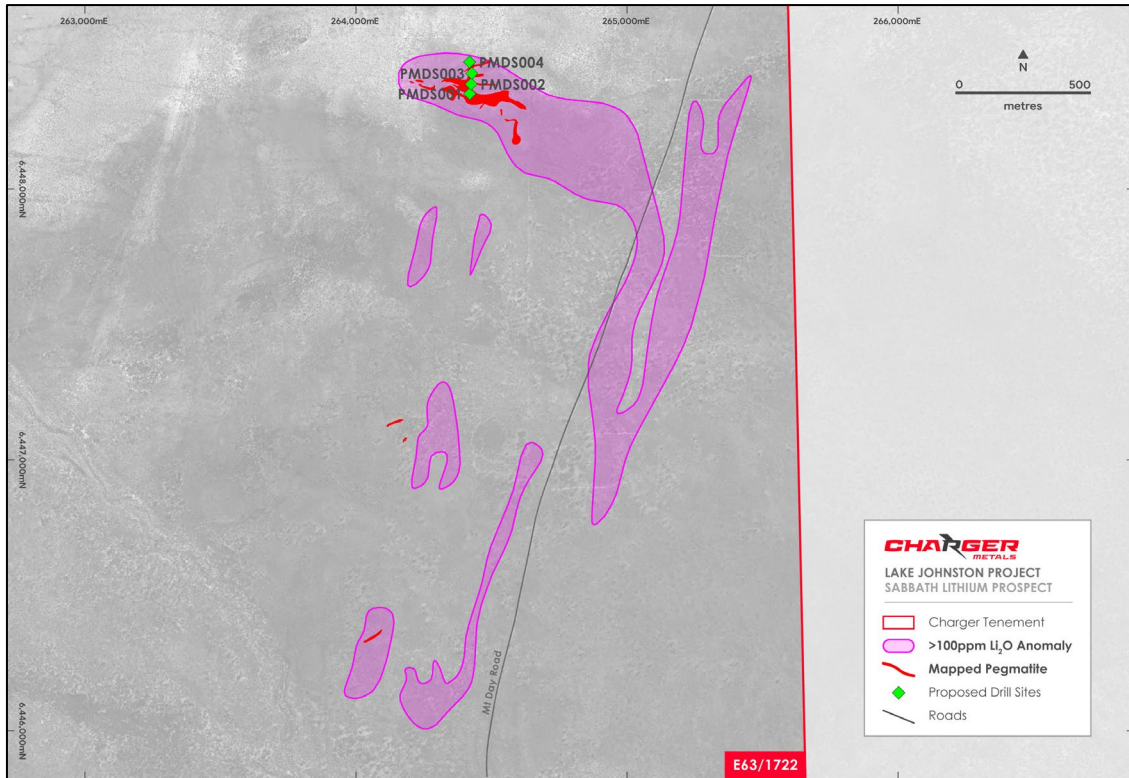 263,000mE
264,000mE
265,000mE
266,000mE
N
0 500
metres
PMDS004
PMDS003
PMDS002
PMDS001
6,448,000mN
6,447,000mN
6,446,000mN
Mt Day Road
E63/1722
CHARGER
METALS
LAKE JOHNSTON PROJECT
SABBATH LITHIUM PROSPECT
Charger Tenement
>100ppm Li₂O Anomaly
Mapped Pegmatite
Proposed Drill Sites
Roads